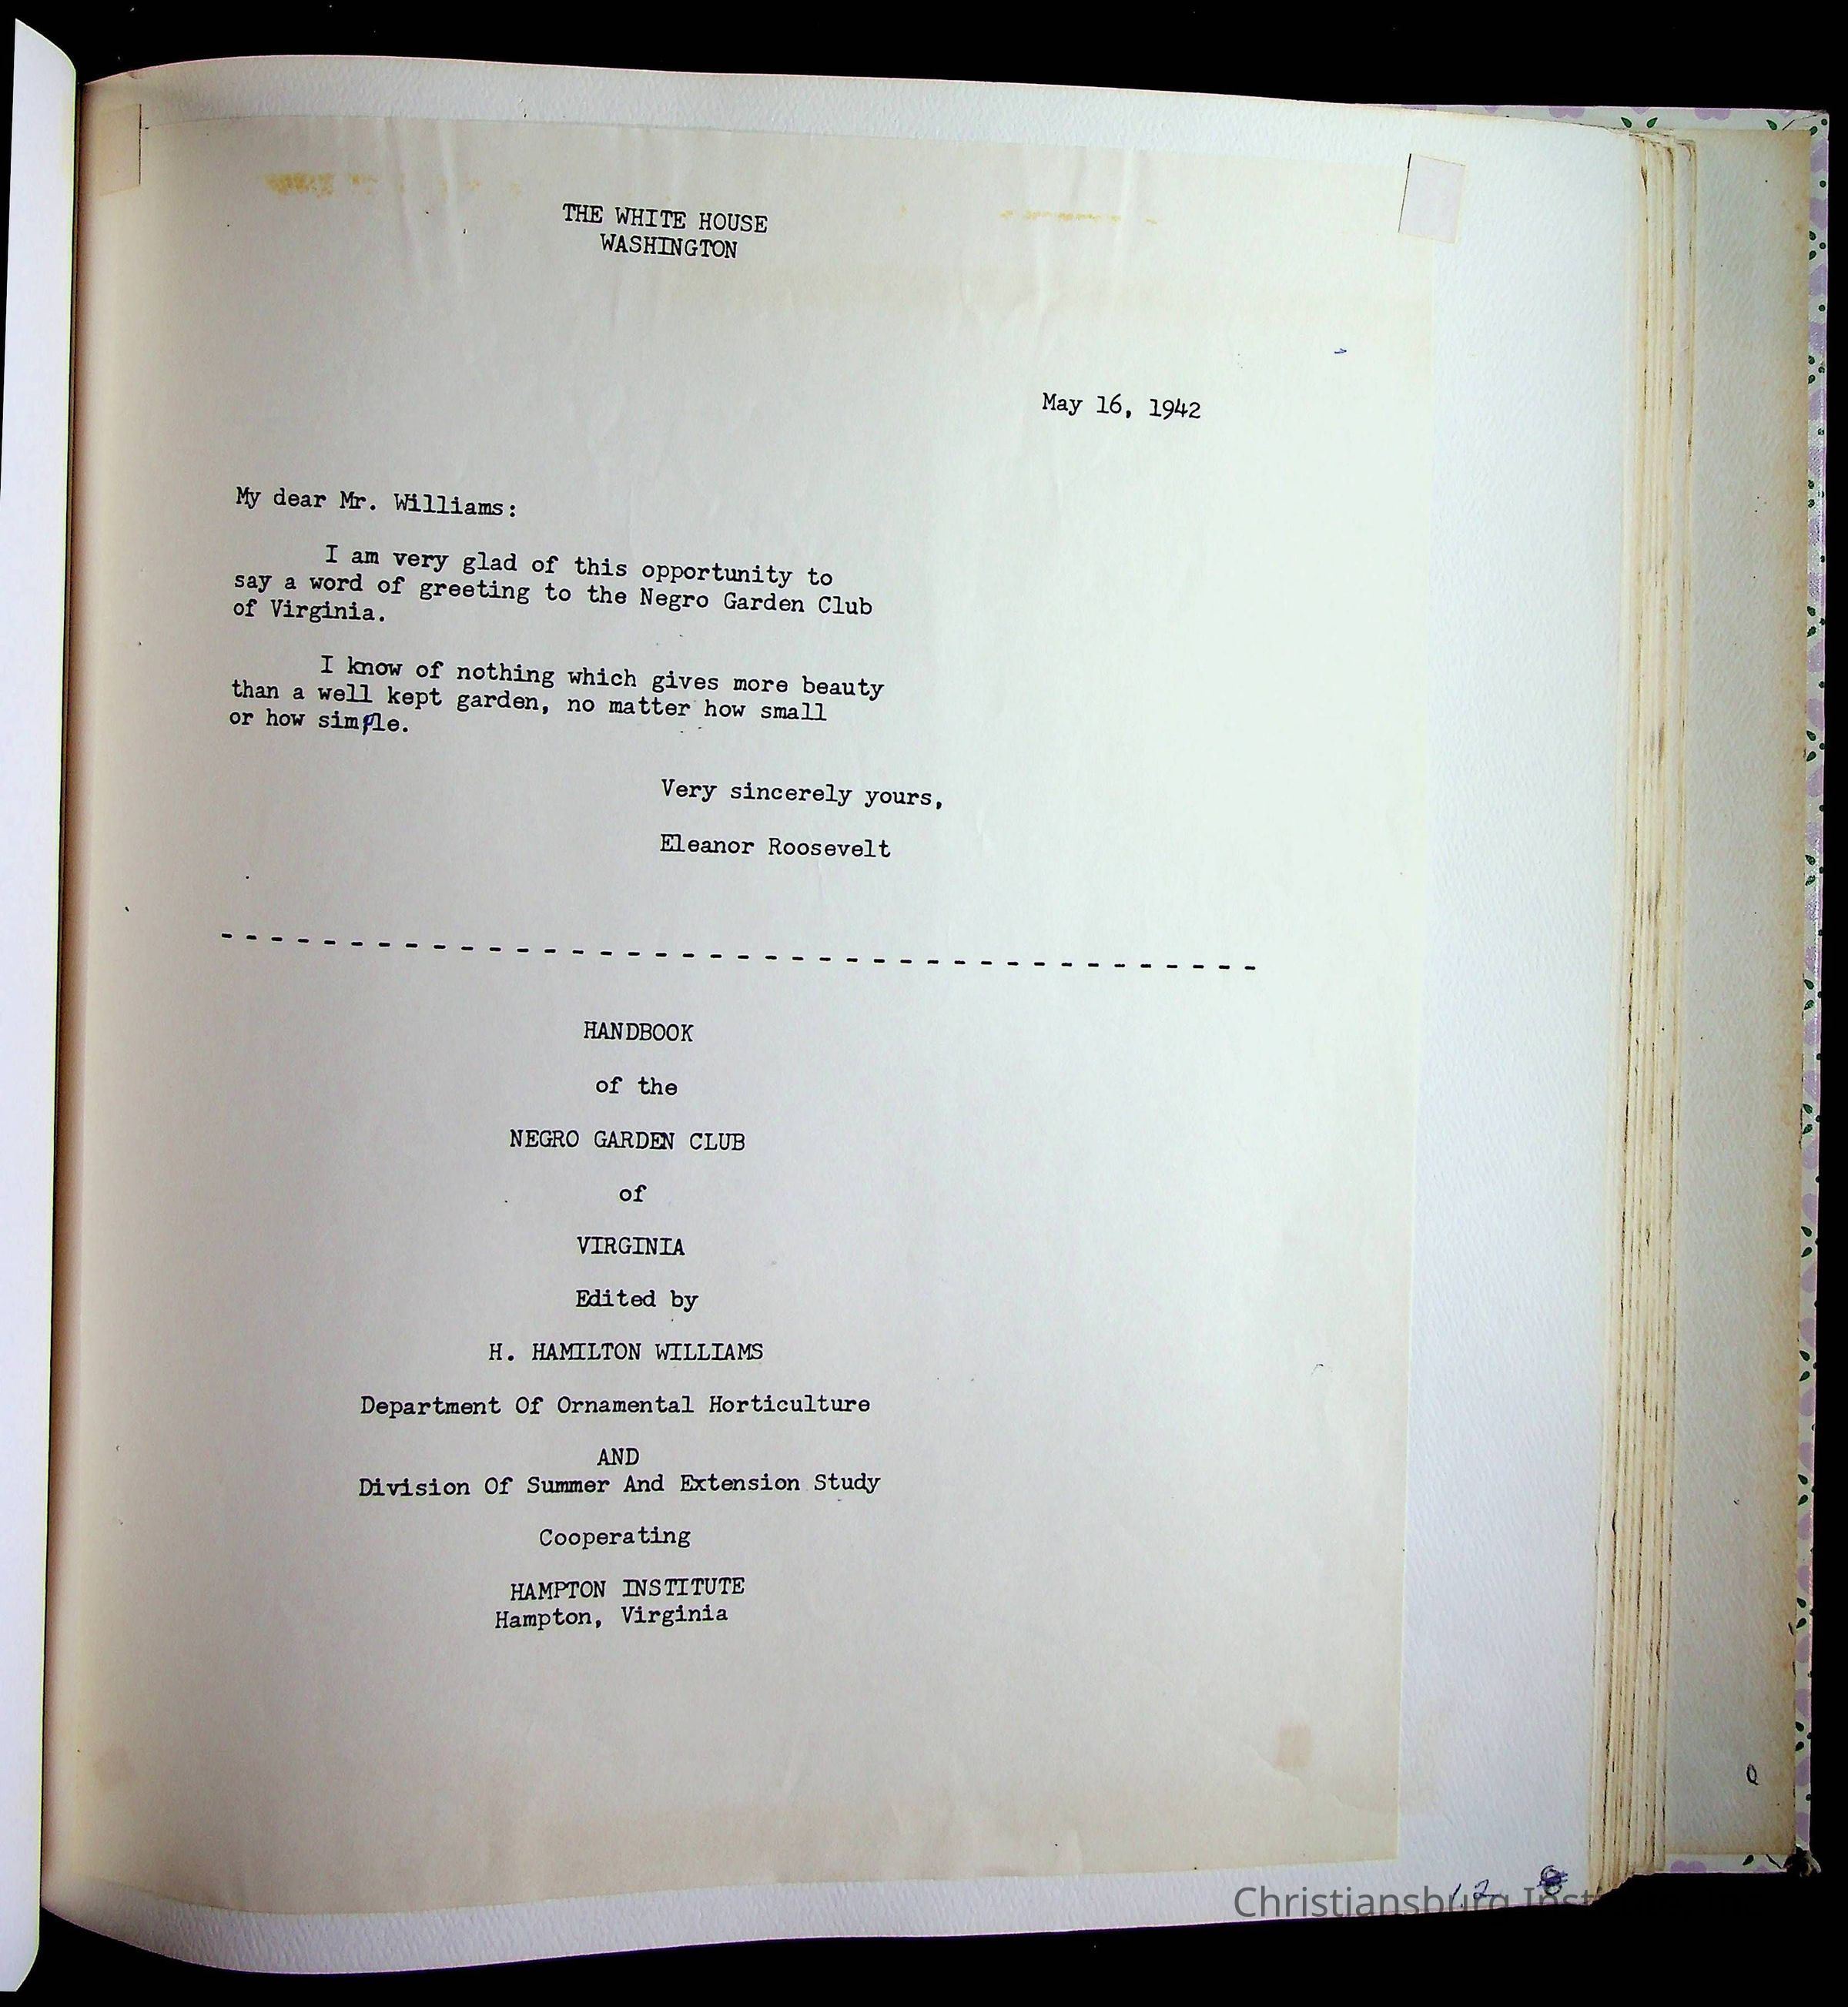 THE WHITE HOUSE
WASHINGTON
May 16, 1942
My dear Mr. Williams:
I am very glad of this opportunity to
say a word of greeting to the Negro Garden Club
of Virginia.
I know of nothing which gives more beauty
than a well kept garden, no matter how small
or how simple.
Very sincerely yours,
Eleanor Roosevelt
- - - - - - - - - - - - - - - - - - - - - - - - - - - - - - - - - - - - - - -
HANDBOOK
of the
NEGRO GARDEN CLUB
of
VIRGINIA
Edited by
H. HAMILTON WILLIAMS
Department Of Ornamental Horticulture
AND
Division Of Summer And Extension Study
Cooperating
HAMPTON INSTITUTE
Hampton, Virginia
Christiansburg Inst